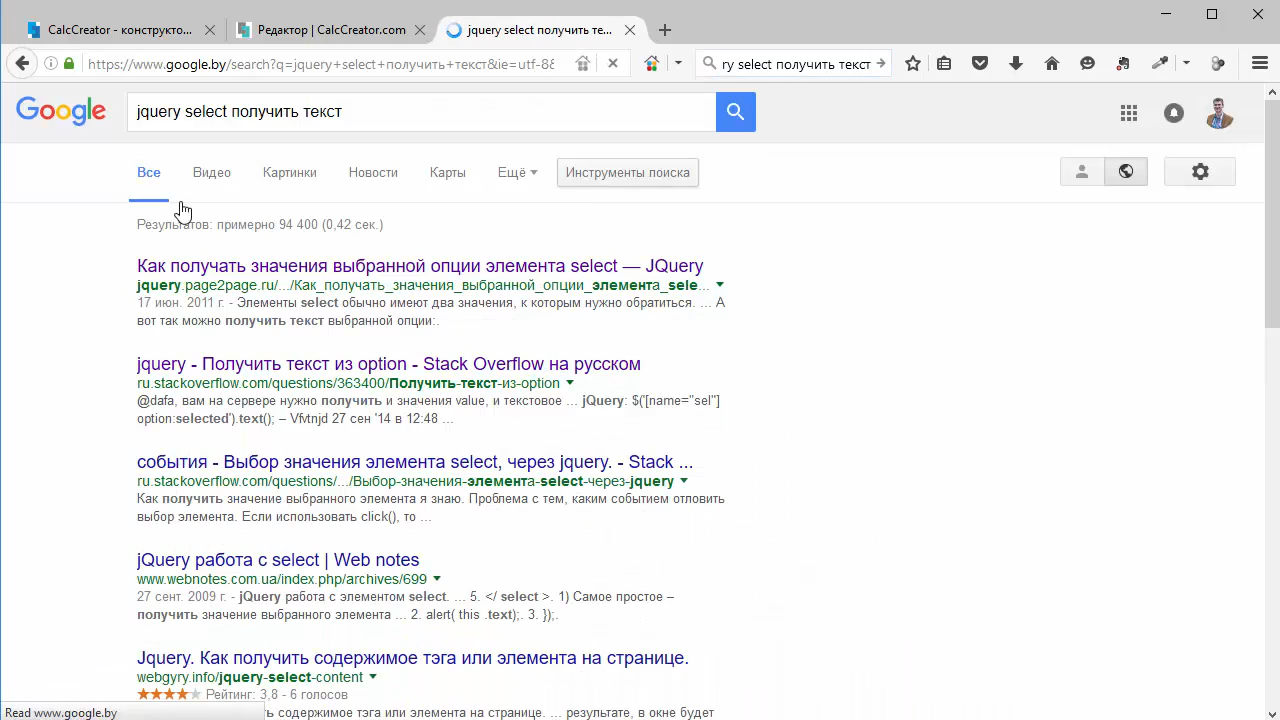 CalcCreator - конструкто...
Редактор | CalcCreator.com
jquery select получить те...
https://www.google.by/search?q=jquery+select+получить+текст&ie=utf-8&
ry select получить текст
Google
jquery select получить текст
Все
Видео
Картинки
Новости
Карты
Ещё
Инструменты поиска
Результатов: примерно 94 400 (0,42 сек.)
Как получать значения выбранной опции элемента select — JQuery
jquery.page2page.ru/.../Как_получать_значения_выбранной_опции_элемента_sele...
17 июн. 2011 г. - Элементы select обычно имеют два значения, к которым нужно обратиться. ... А
вот так можно получить текст выбранной опции:.
jquery - Получить текст из option - Stack Overflow на русском
ru.stackoverflow.com/questions/363400/Получить-текст-из-option
@dafa, вам на сервере нужно получить и значения value, и текстовое ... jQuery: $('[name="sel"]
option:selected').text(); – Vfvtnjd 27 сен '14 в 12:48 ...
события - Выбор значения элемента select, через jquery. - Stack ...
ru.stackoverflow.com/questions/.../Выбор-значения-элемента-select-через-jquery
Как получить значение выбранного элемента я знаю. Проблема с тем, каким событием отловить
выбор элемента. Если использовать click(), то ...
jQuery работа с select | Web notes
www.webnotes.com.ua/index.php/archives/699
27 сент. 2009 г. - jQuery работа с элементом select. ... 5. </ select >. 1) Самое простое –
получить значение выбранного элемента ... 2. alert( this .text);. 3. });.
Jquery. Как получить содержимое тэга или элемента на странице.
webgyry.info/jquery-select-content
Рейтинг: 3,8 - 6 голосов
содержимое тэга или элемента на странице. ... результате, в окне будет
Read www.google.by